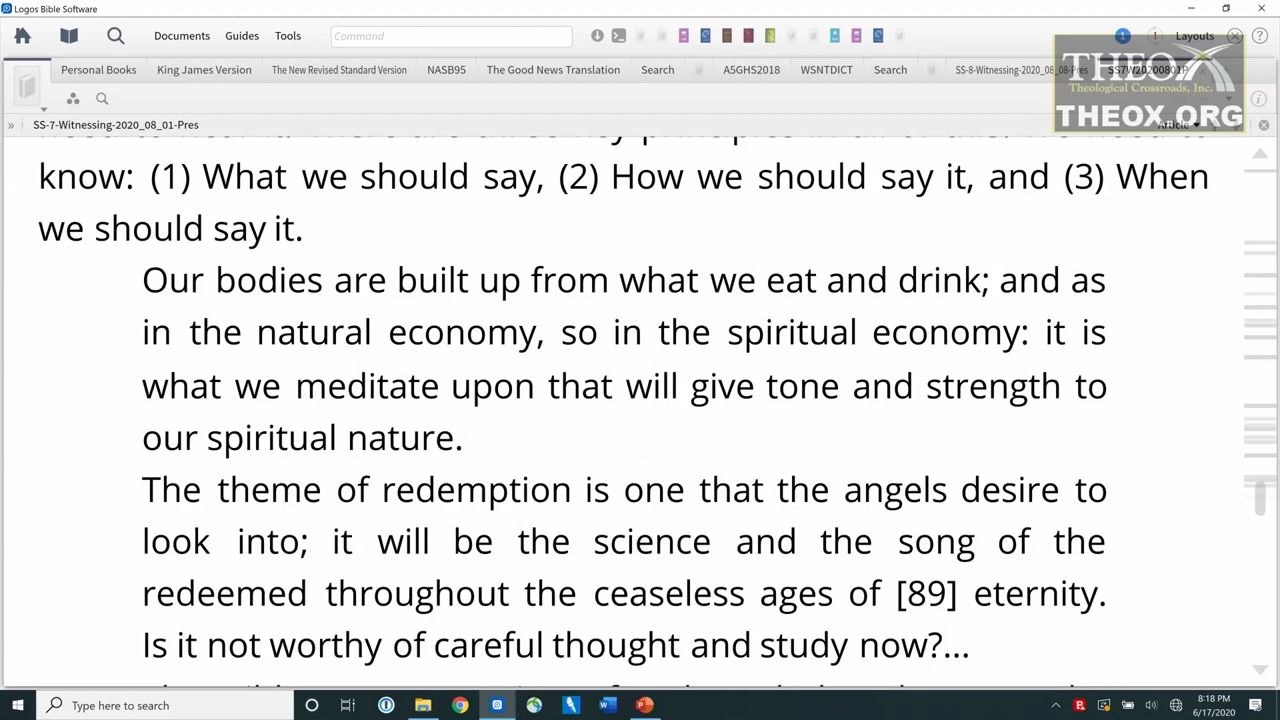 Logos Bible Software
Documents Guides Tools Command Layouts
Personal Books King James Version The New Revised Stan The Good News Translation Search A5GHS2018 WSNTDICT Search SS-8-Witnessing-2020_08_08-Pres SS7W20200801P
THEOX
Theological Crossroads, Inc.
THEOX.ORG
SS-7-Witnessing-2020_08_01-Pres Article
know: (1) What we should say, (2) How we should say it, and (3) When
we should say it.
Our bodies are built up from what we eat and drink; and as
in the natural economy, so in the spiritual economy: it is
what we meditate upon that will give tone and strength to
our spiritual nature.
The theme of redemption is one that the angels desire to
look into; it will be the science and the song of the
redeemed throughout the ceaseless ages of [89] eternity.
Is it not worthy of careful thought and study now?...
Type here to search
8:18 PM
6/17/2020